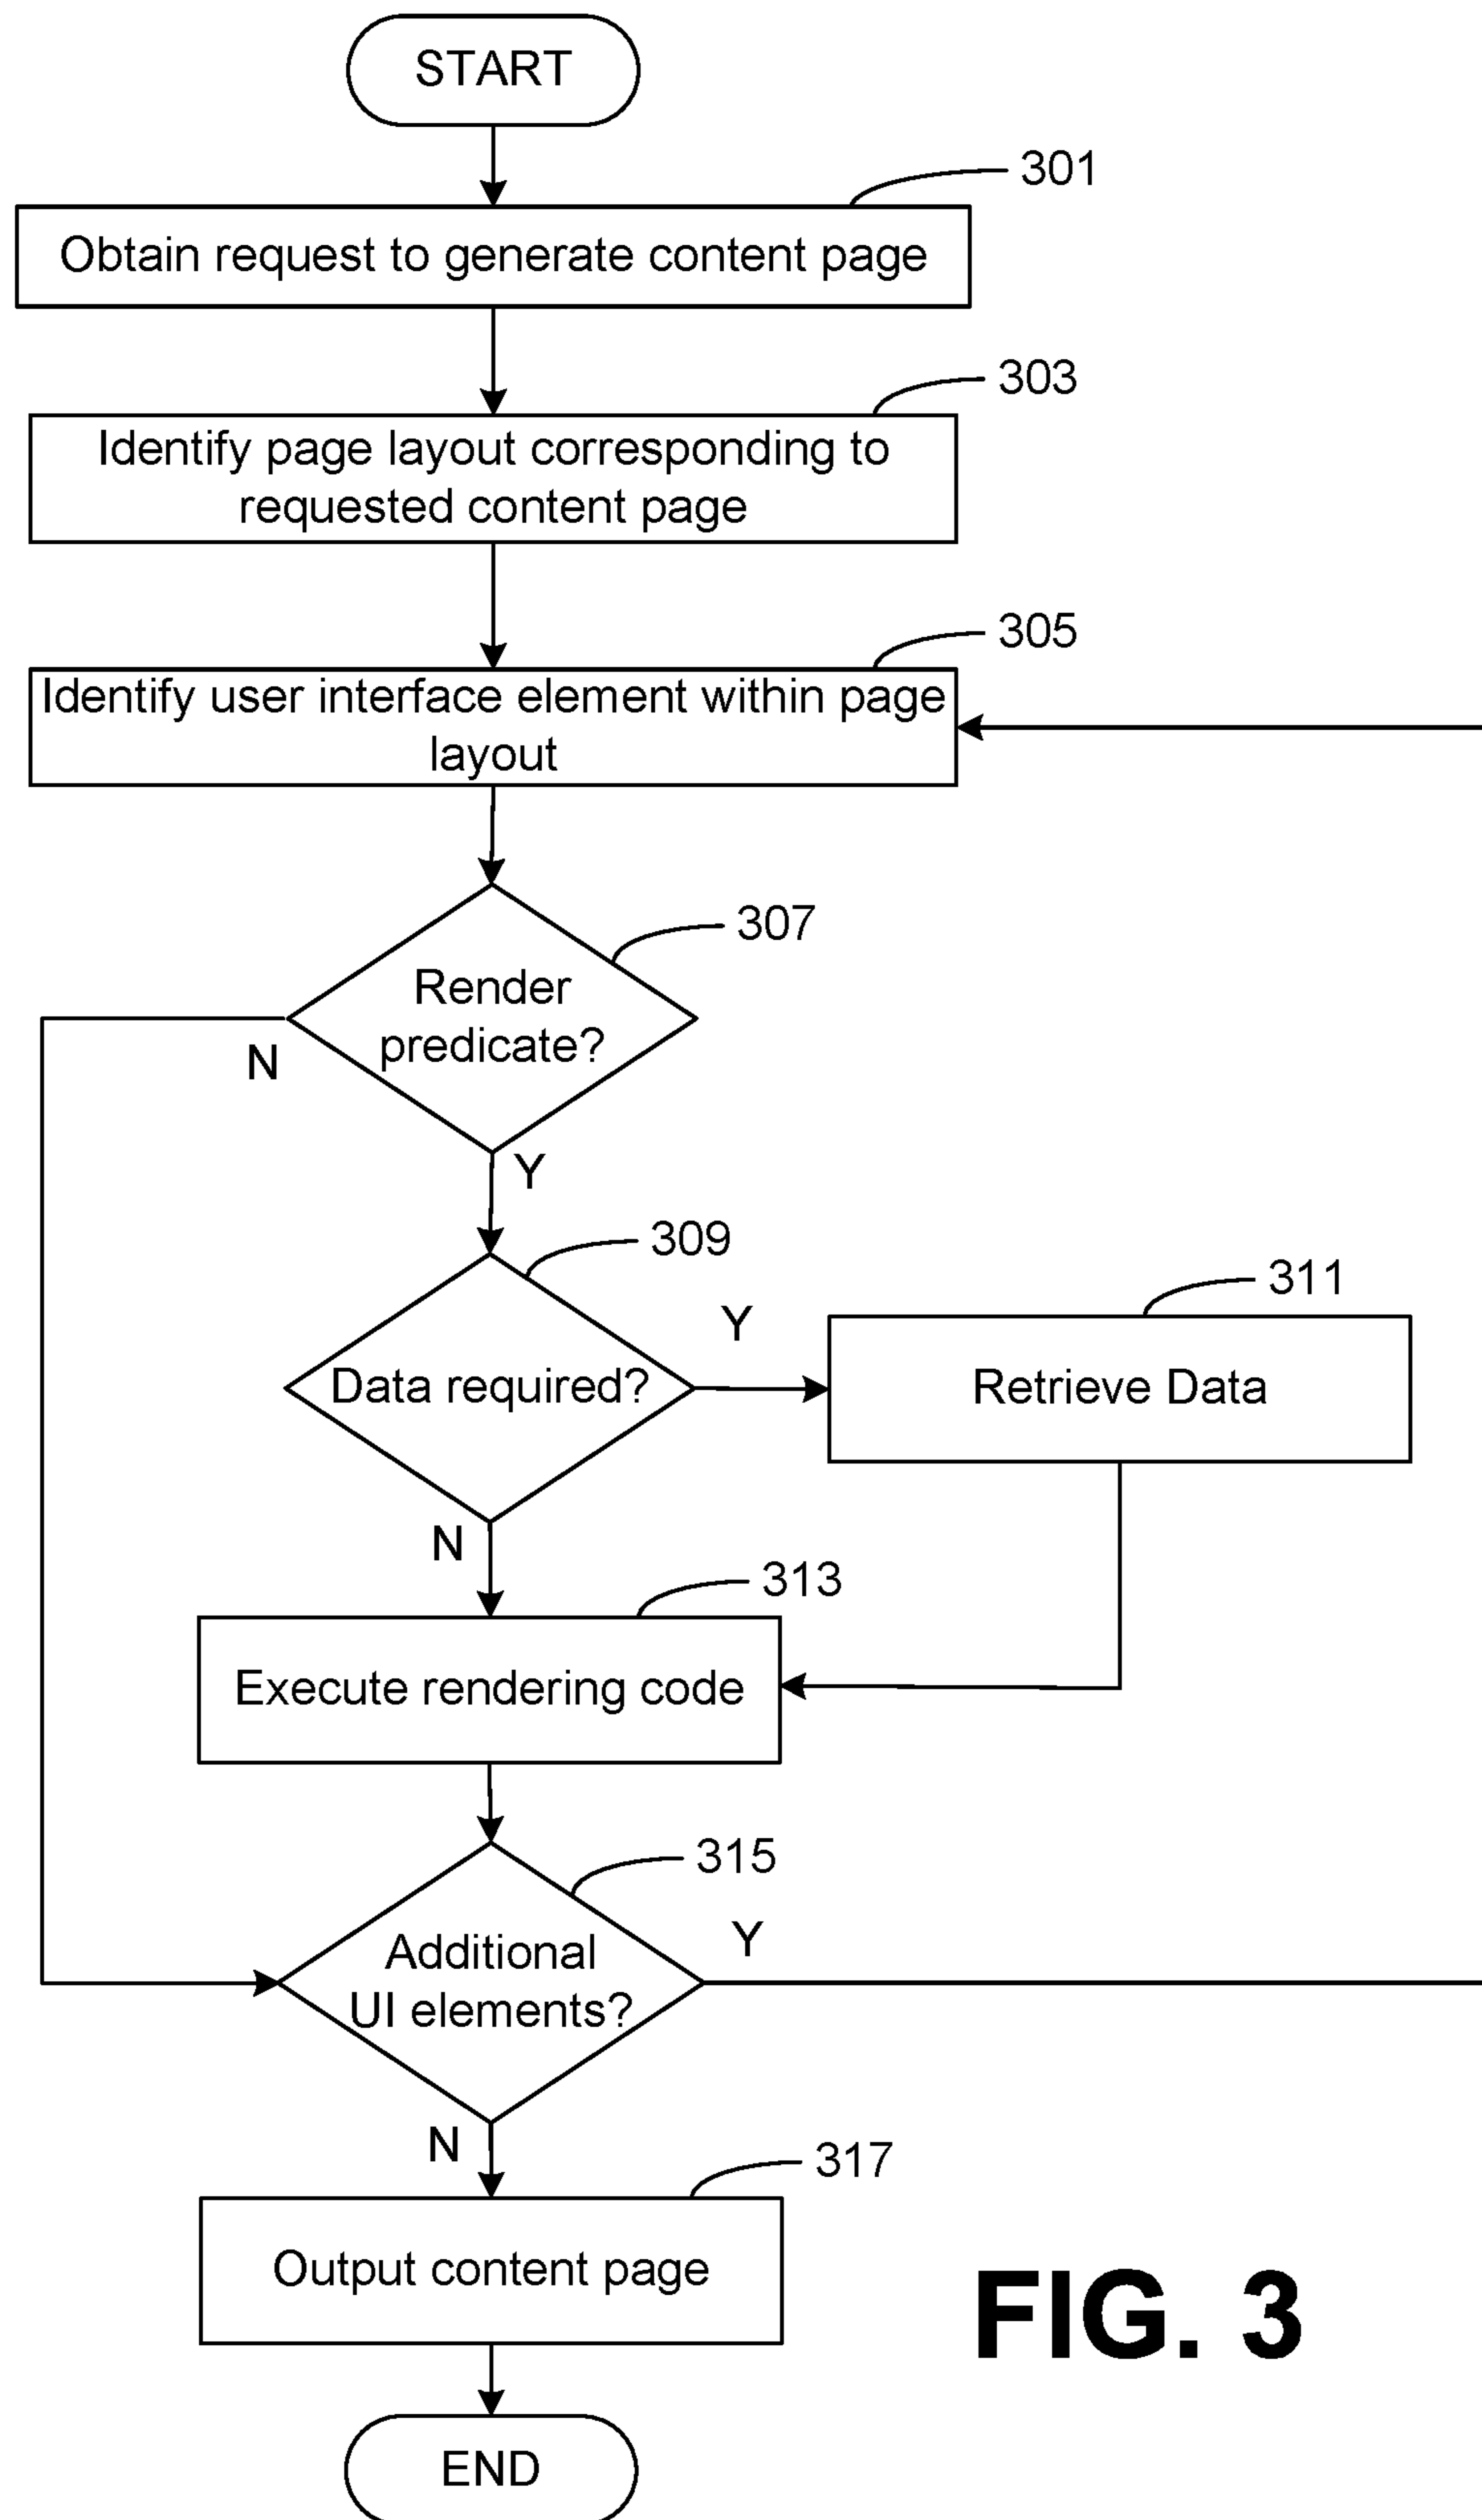 START
301
Obtain request to generate content page
303
Identify page layout corresponding to
requested content page
305
Identify user interface element within page
layout
307
Render
predicate?
N
Y
309
311
Y
Data required?
Retrieve Data
N
313
Execute rendering code
315
Y
Additional
UI elements?
N
317
Output content page
FIG. 3
END